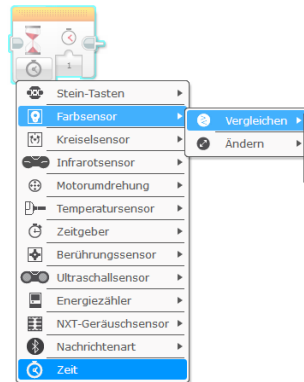 1
Stein-Tasten
Farbsensor
Vergleichen
Kreiselsensor
Ändern
Infrarotsensor
Motorumdrehung
Temperatursensor
Zeitgeber
Berührungssensor
Ultraschallsensor
Energiezähler
NXT-Geräuschsensor
Nachrichtenart
Zeit